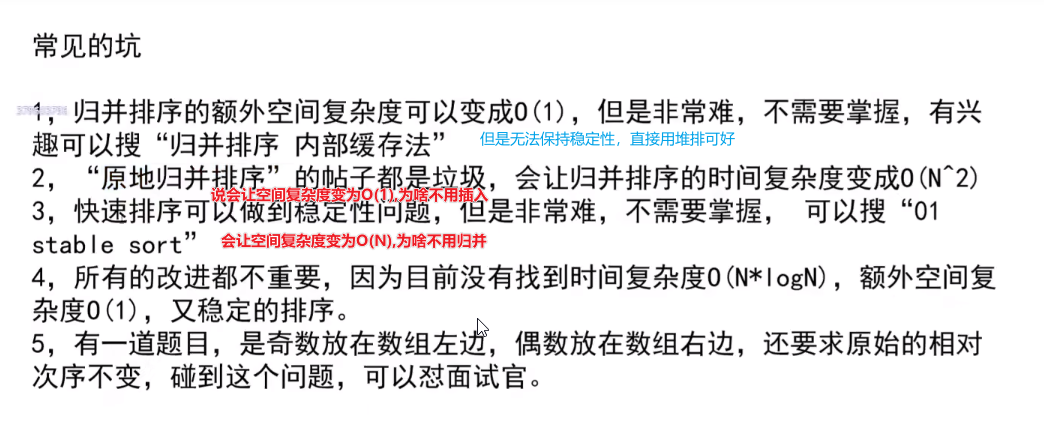 常见的坑
1, 归并排序的额外空间复杂度可以变成O(1), 但是非常难, 不需要掌握, 有兴
趣可以搜“归并排序 内部缓存法”
但是无法保持稳定性，直接用堆排可好
2, “原地归并排序”的帖子都是垃圾, 会让归并排序的时间复杂度变成O(N^2)
说会让空间复杂度变为O(1),为啥不用插入
3, 快速排序可以做到稳定性问题, 但是非常难, 不需要掌握, 可以搜“01
stable sort”
会让空间复杂度变为O(N),为啥不用归并
4, 所有的改进都不重要, 因为目前没有找到时间复杂度O(N*logN), 额外空间复
杂度O(1), 又稳定的排序。
5, 有一道题目, 是奇数放在数组左边, 偶数放在数组右边, 还要求原始的相对
次序不变, 碰到这个问题, 可以怼面试官。